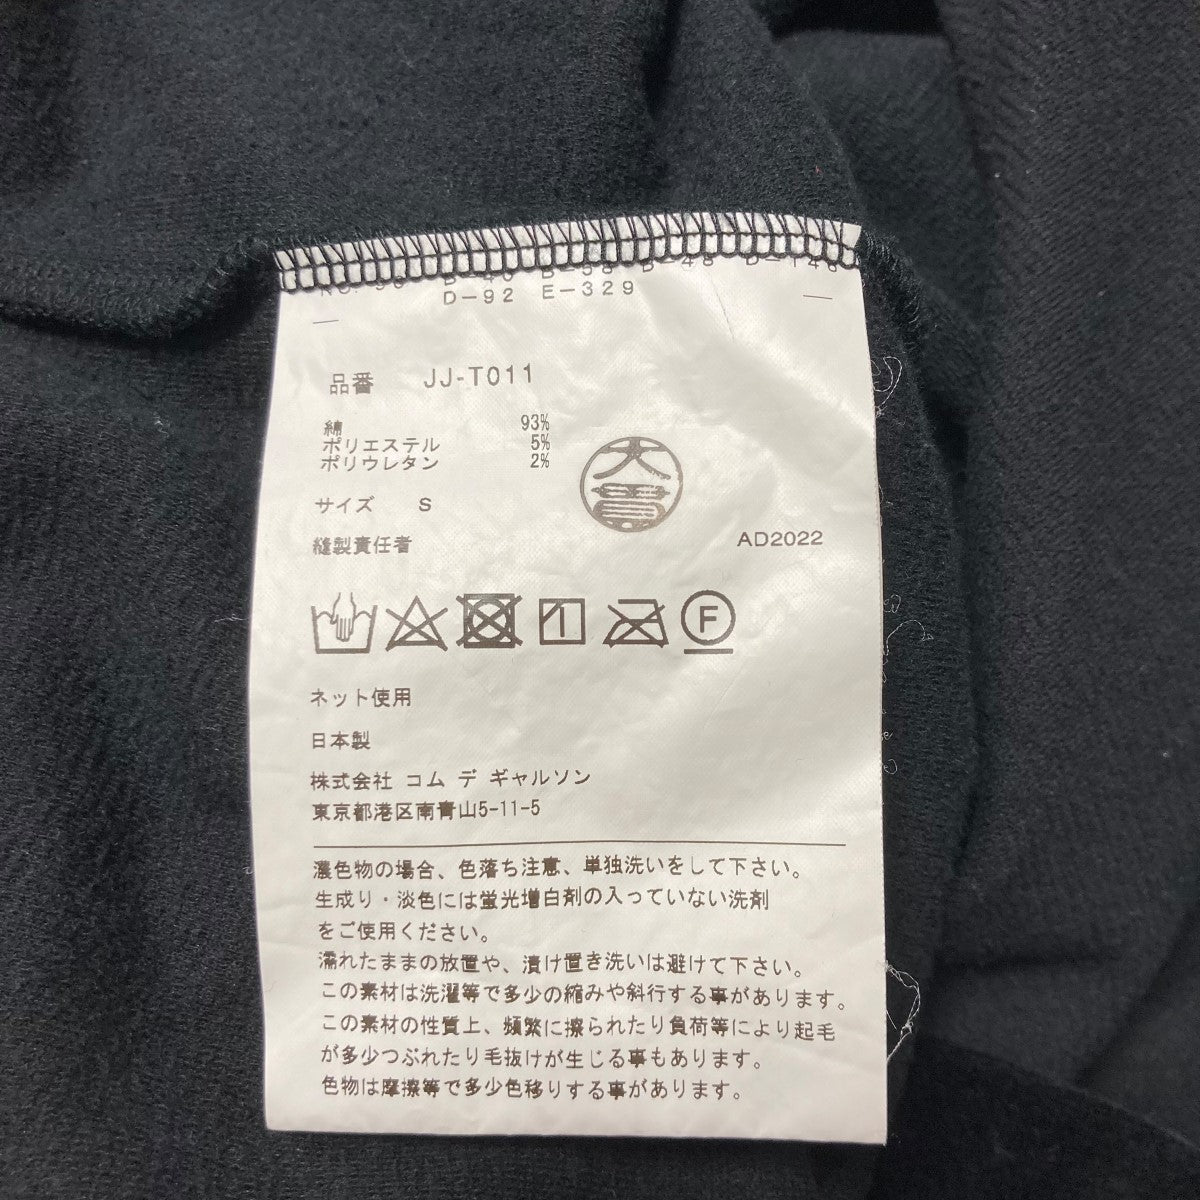 D-92 E-329
品番 JJ-T011
綿 93%
ポリエステル 5%
ポリウレタン 2%
サイズ S
縫製責任者
AD2022
F
ネット使用
日本製
株式会社 コム デ ギャルソン
東京都港区南青山5-11-5
濃色物の場合、色落ち注意、単独洗いをして下さい。
生成り・淡色には蛍光増白剤の入っていない洗剤
をご使用ください。
濡れたままの放置や、漬け置き洗いは避けて下さい。
この素材は洗濯等で多少の縮みや斜行する事があります。
この素材の性質上、頻繁に擦られたり負荷等により起毛
が多少つぶれたり毛抜けが生じる事もあります。
色物は摩擦等で多少色移りする事があります。